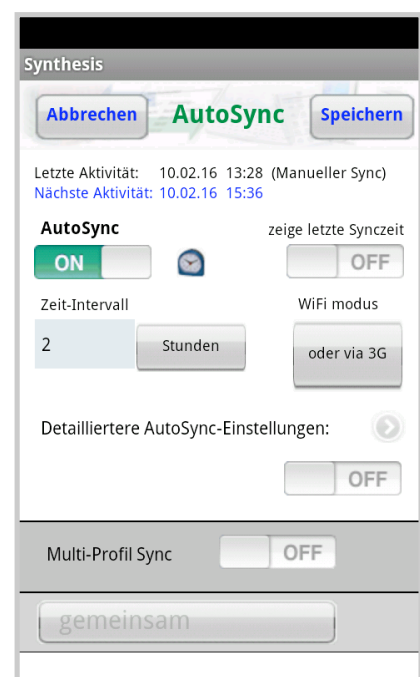 Synthesis
Abbrechen AutoSync Speichern
Letzte Aktivität: 10.02.16 13:28 (Manueller Sync)
Nächste Aktivität: 10.02.16 15:36
AutoSync zeige letzte Synczeit
ON OFF
Zeit-Intervall WiFi modus
2 Stunden oder via 3G
Detailliertere AutoSync-Einstellungen:
OFF
Multi-Profil Sync OFF
gemeinsam